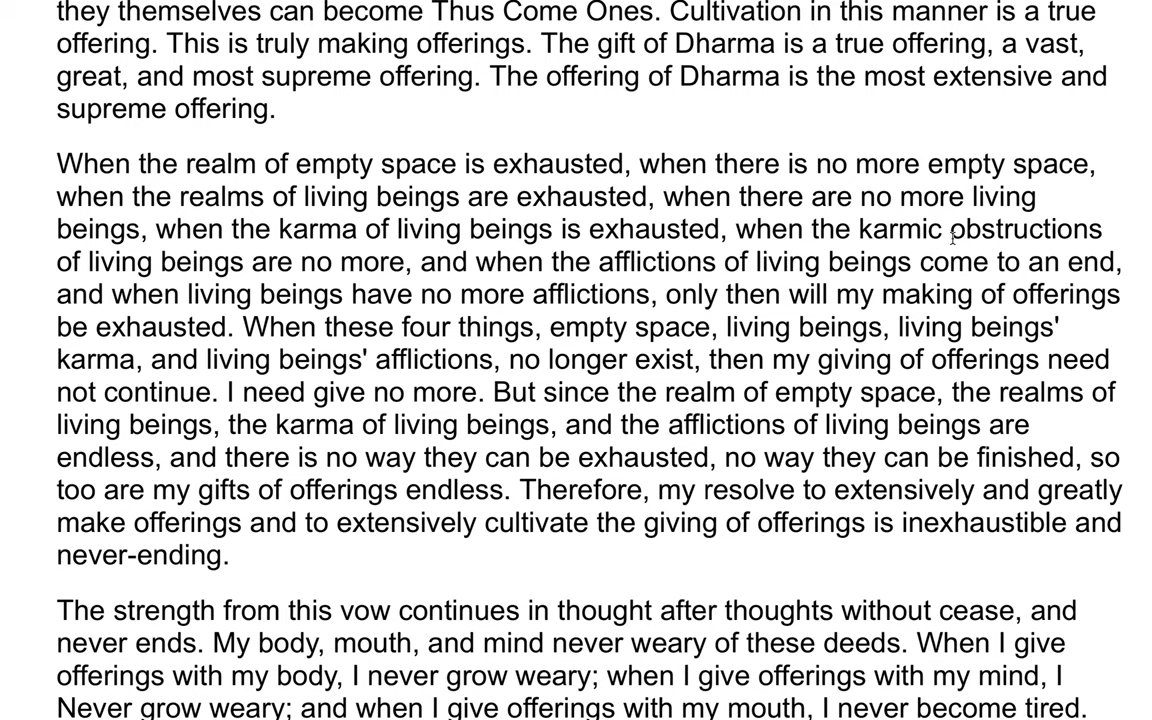 they themselves can become Thus Come Ones. Cultivation in this manner is a true
offering. This is truly making offerings. The gift of Dharma is a true offering, a vast,
great, and most supreme offering. The offering of Dharma is the most extensive and
supreme offering.
When the realm of empty space is exhausted, when there is no more empty space,
when the realms of living beings are exhausted, when there are no more living
beings, when the karma of living beings is exhausted, when the karmic obstructions
of living beings are no more, and when the afflictions of living beings come to an end,
and when living beings have no more afflictions, only then will my making of offerings
be exhausted. When these four things, empty space, living beings, living beings'
karma, and living beings' afflictions, no longer exist, then my giving of offerings need
not continue. I need give no more. But since the realm of empty space, the realms of
living beings, the karma of living beings, and the afflictions of living beings are
endless, and there is no way they can be exhausted, no way they can be finished, so
too are my gifts of offerings endless. Therefore, my resolve to extensively and greatly
make offerings and to extensively cultivate the giving of offerings is inexhaustible and
never-ending.
The strength from this vow continues in thought after thoughts without cease, and
never ends. My body, mouth, and mind never weary of these deeds. When I give
offerings with my body, I never grow weary; when I give offerings with my mind, I
Never grow weary; and when I give offerings with my mouth, I never become tired.